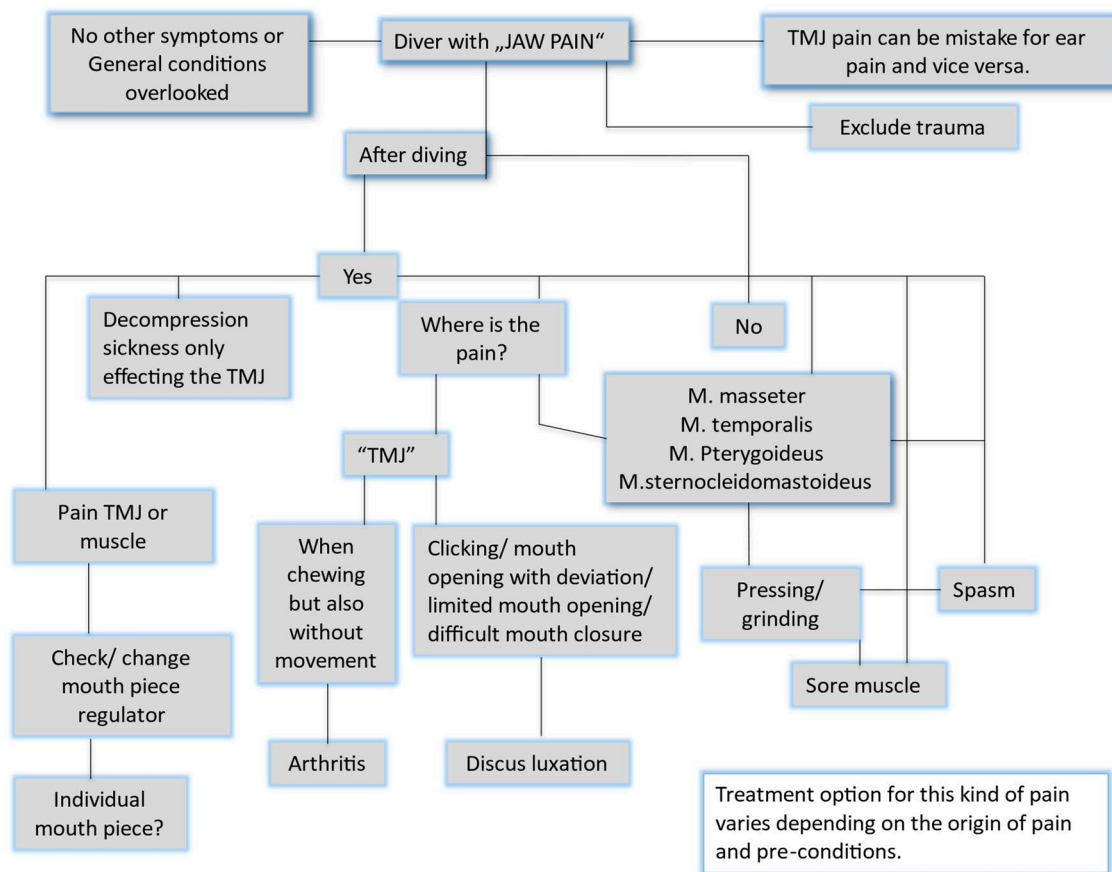 No other symptoms or
General conditions
overlooked
Diver with „JAW PAIN“
TMJ pain can be mistake for ear
pain and vice versa.
Exclude trauma
After diving
Yes
No
Decompression
sickness only
effecting the TMJ
Where is the
pain?
M. masseter
M. temporalis
M. Pterygoideus
M.sternocleidomastoideus
“TMJ”
Pain TMJ or
muscle
When
chewing
but also
without
movement
Clicking/ mouth
opening with deviation/
limited mouth opening/
difficult mouth closure
Pressing/
grinding
Spasm
Check/ change
mouth piece
regulator
Sore muscle
Arthritis
Discus luxation
Individual
mouth piece?
Treatment option for this kind of pain
varies depending on the origin of pain
and pre-conditions.